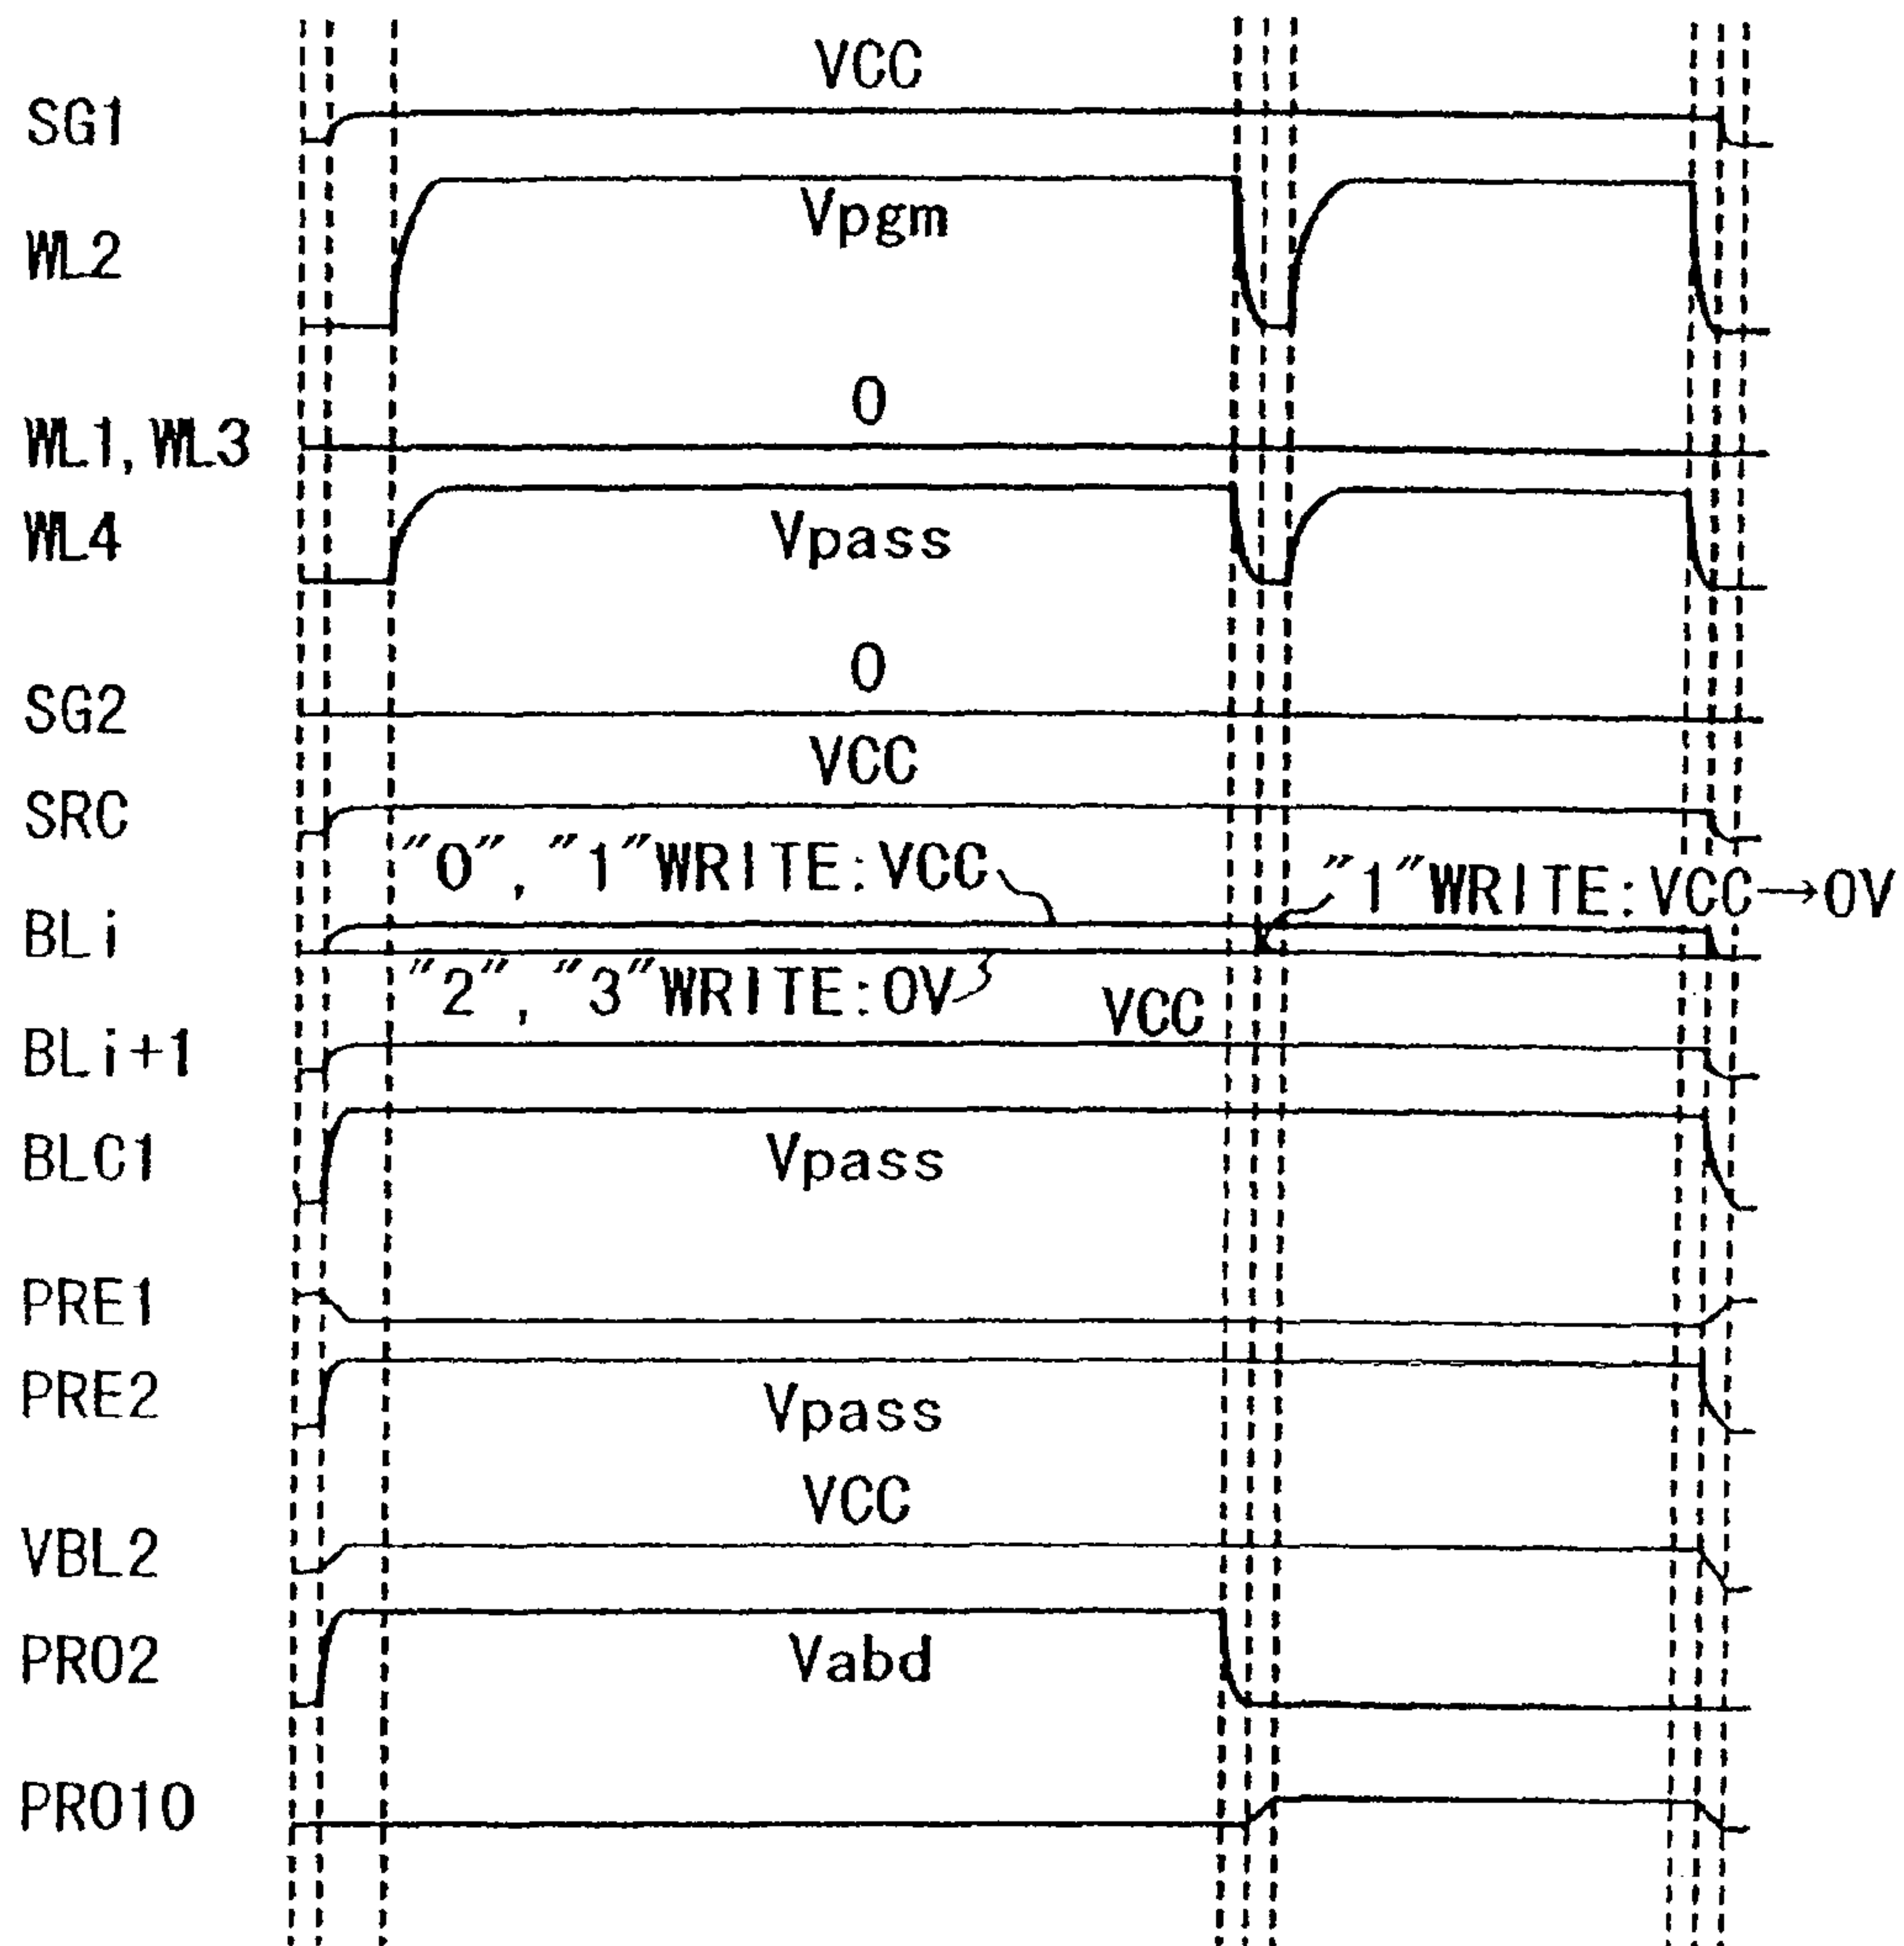 VCC
SG1
Vpgm
WL2
0
WL1, WL3
Vpass
WL4
0
SG2
VCC
SRC
"0", "1"WRITE:VCC
"1"WRITE:VCC→0V
BLi
"2", "3"WRITE:0V
VCC
BLi+1
BLC1
Vpass
PRE1
PRE2
Vpass
VCC
VBL2
PRO2
Vabd
PRO10